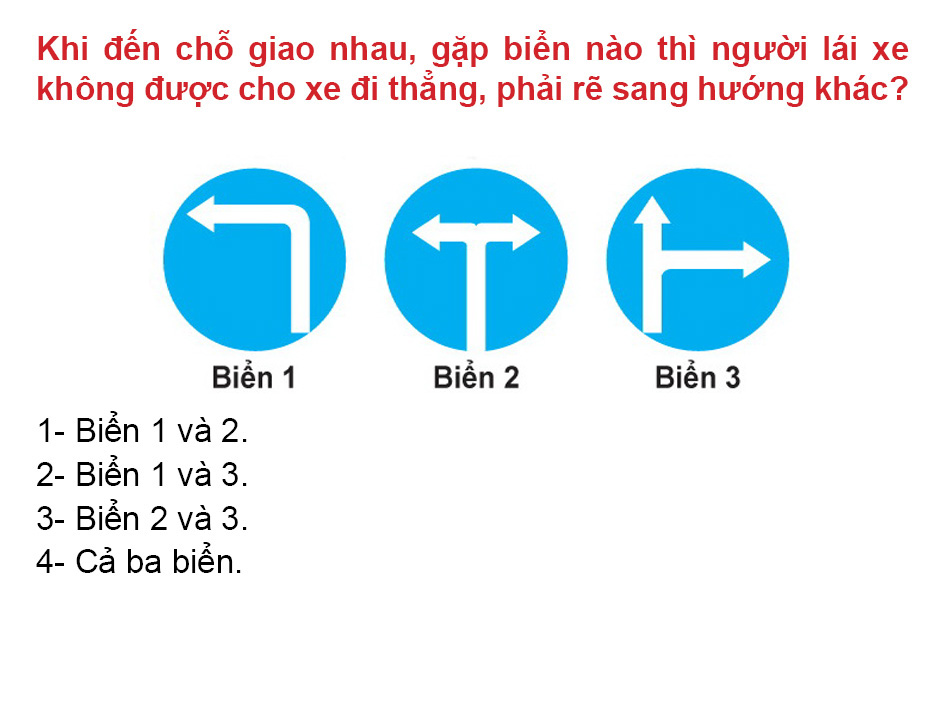 Khi đến chỗ giao nhau, gặp biển nào thì người lái xe
không được cho xe đi thẳng, phải rẽ sang hướng khác?
Biển 1 Biển 2 Biển 3
1- Biển 1 và 2.
2- Biển 1 và 3.
3- Biển 2 và 3.
4- Cả ba biển.